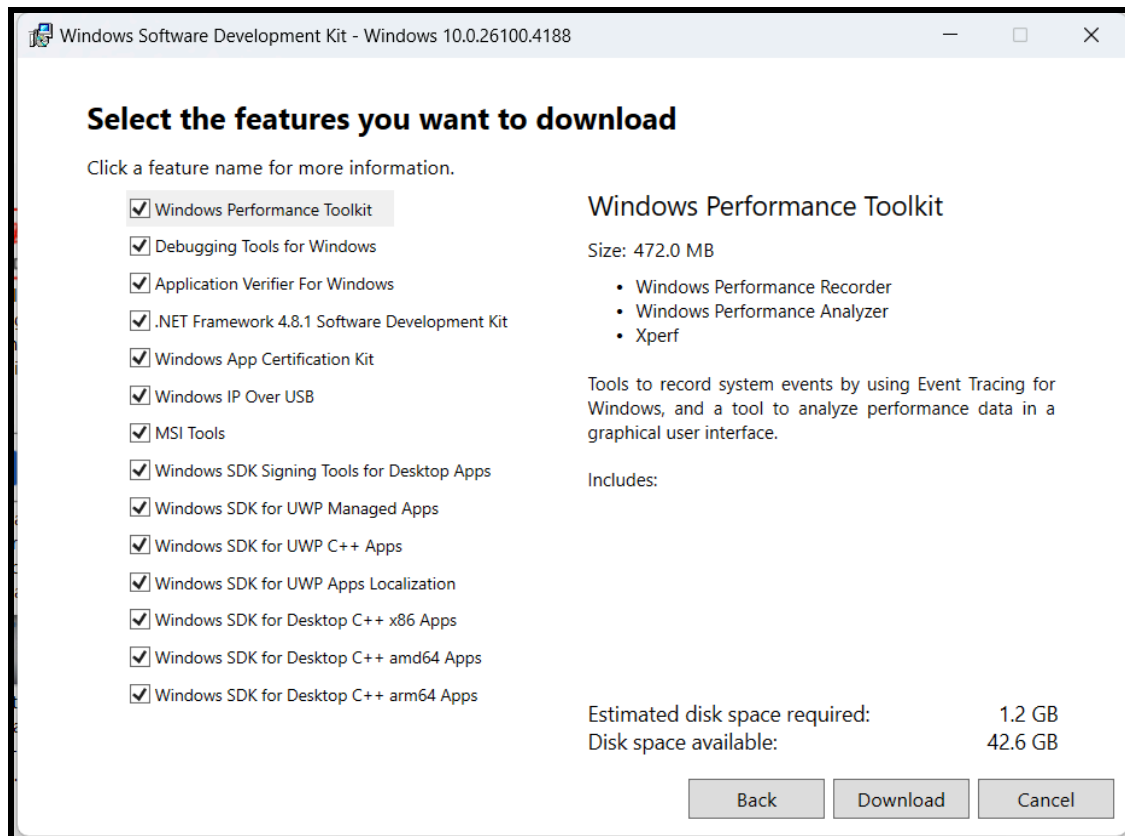 Windows Software Development Kit - Windows 10.0.26100.4188
Select the features you want to download
Click a feature name for more information.
Windows Performance Toolkit
Debugging Tools for Windows
Application Verifier For Windows
.NET Framework 4.8.1 Software Development Kit
Windows App Certification Kit
Windows IP Over USB
MSI Tools
Windows SDK Signing Tools for Desktop Apps
Windows SDK for UWP Managed Apps
Windows SDK for UWP C++ Apps
Windows SDK for UWP Apps Localization
Windows SDK for Desktop C++ x86 Apps
Windows SDK for Desktop C++ amd64 Apps
Windows SDK for Desktop C++ arm64 Apps
Windows Performance Toolkit
Size: 472.0 MB
• Windows Performance Recorder
• Windows Performance Analyzer
• Xperf
Tools to record system events by using Event Tracing for
Windows, and a tool to analyze performance data in a
graphical user interface.
Includes:
Estimated disk space required: 1.2 GB
Disk space available: 42.6 GB
Back Download Cancel